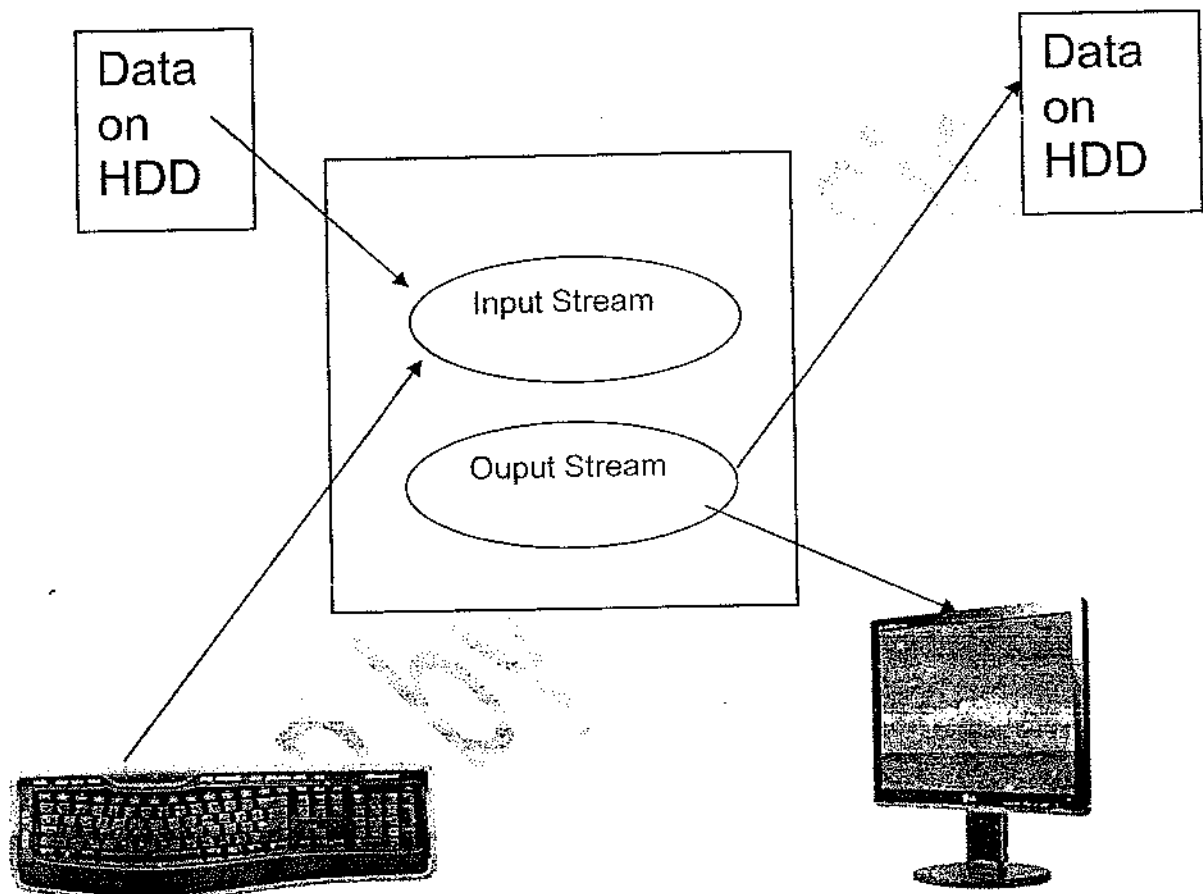 Data
on
HDD
Data
on
HDD
Input Stream
Ouput Stream